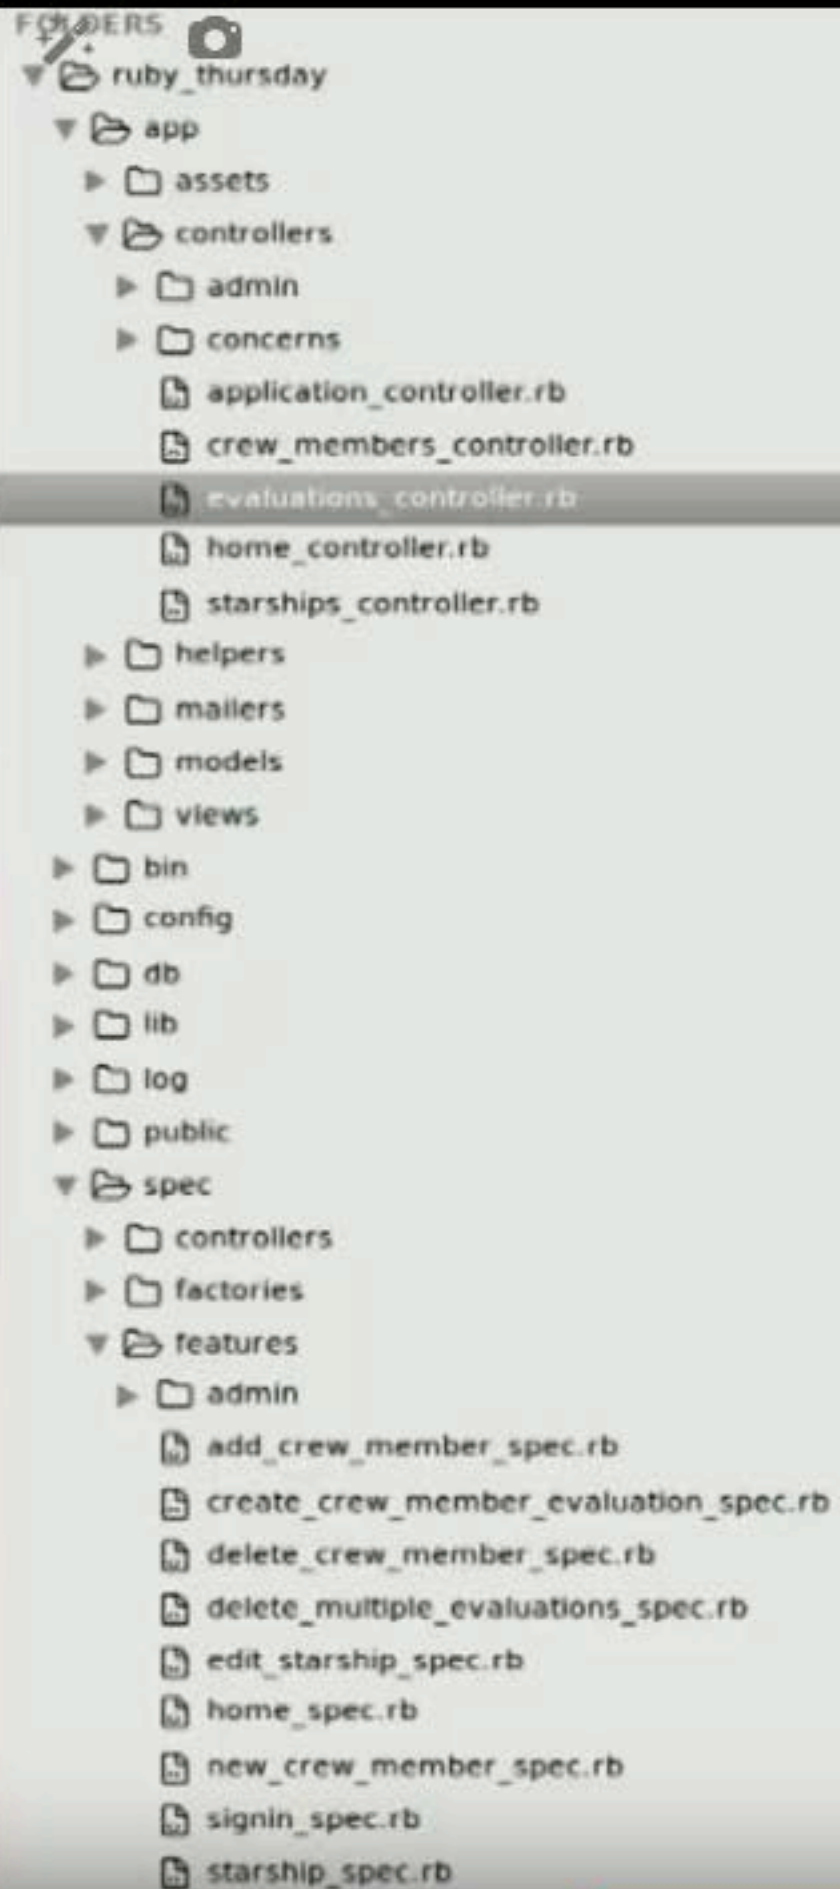 FOLDERS
ruby_thursday
app
assets
controllers
admin
concerns
application_controller.rb
crew_members_controller.rb
evaluations_controller.rb
home_controller.rb
starships_controller.rb
helpers
mailers
models
views
bin
config
db
lib
log
public
spec
controllers
factories
features
admin
add_crew_member_spec.rb
create_crew_member_evaluation_spec.rb
delete_crew_member_spec.rb
delete_multiple_evaluations_spec.rb
edit_starship_spec.rb
home_spec.rb
new_crew_member_spec.rb
signin_spec.rb
starship_spec.rb